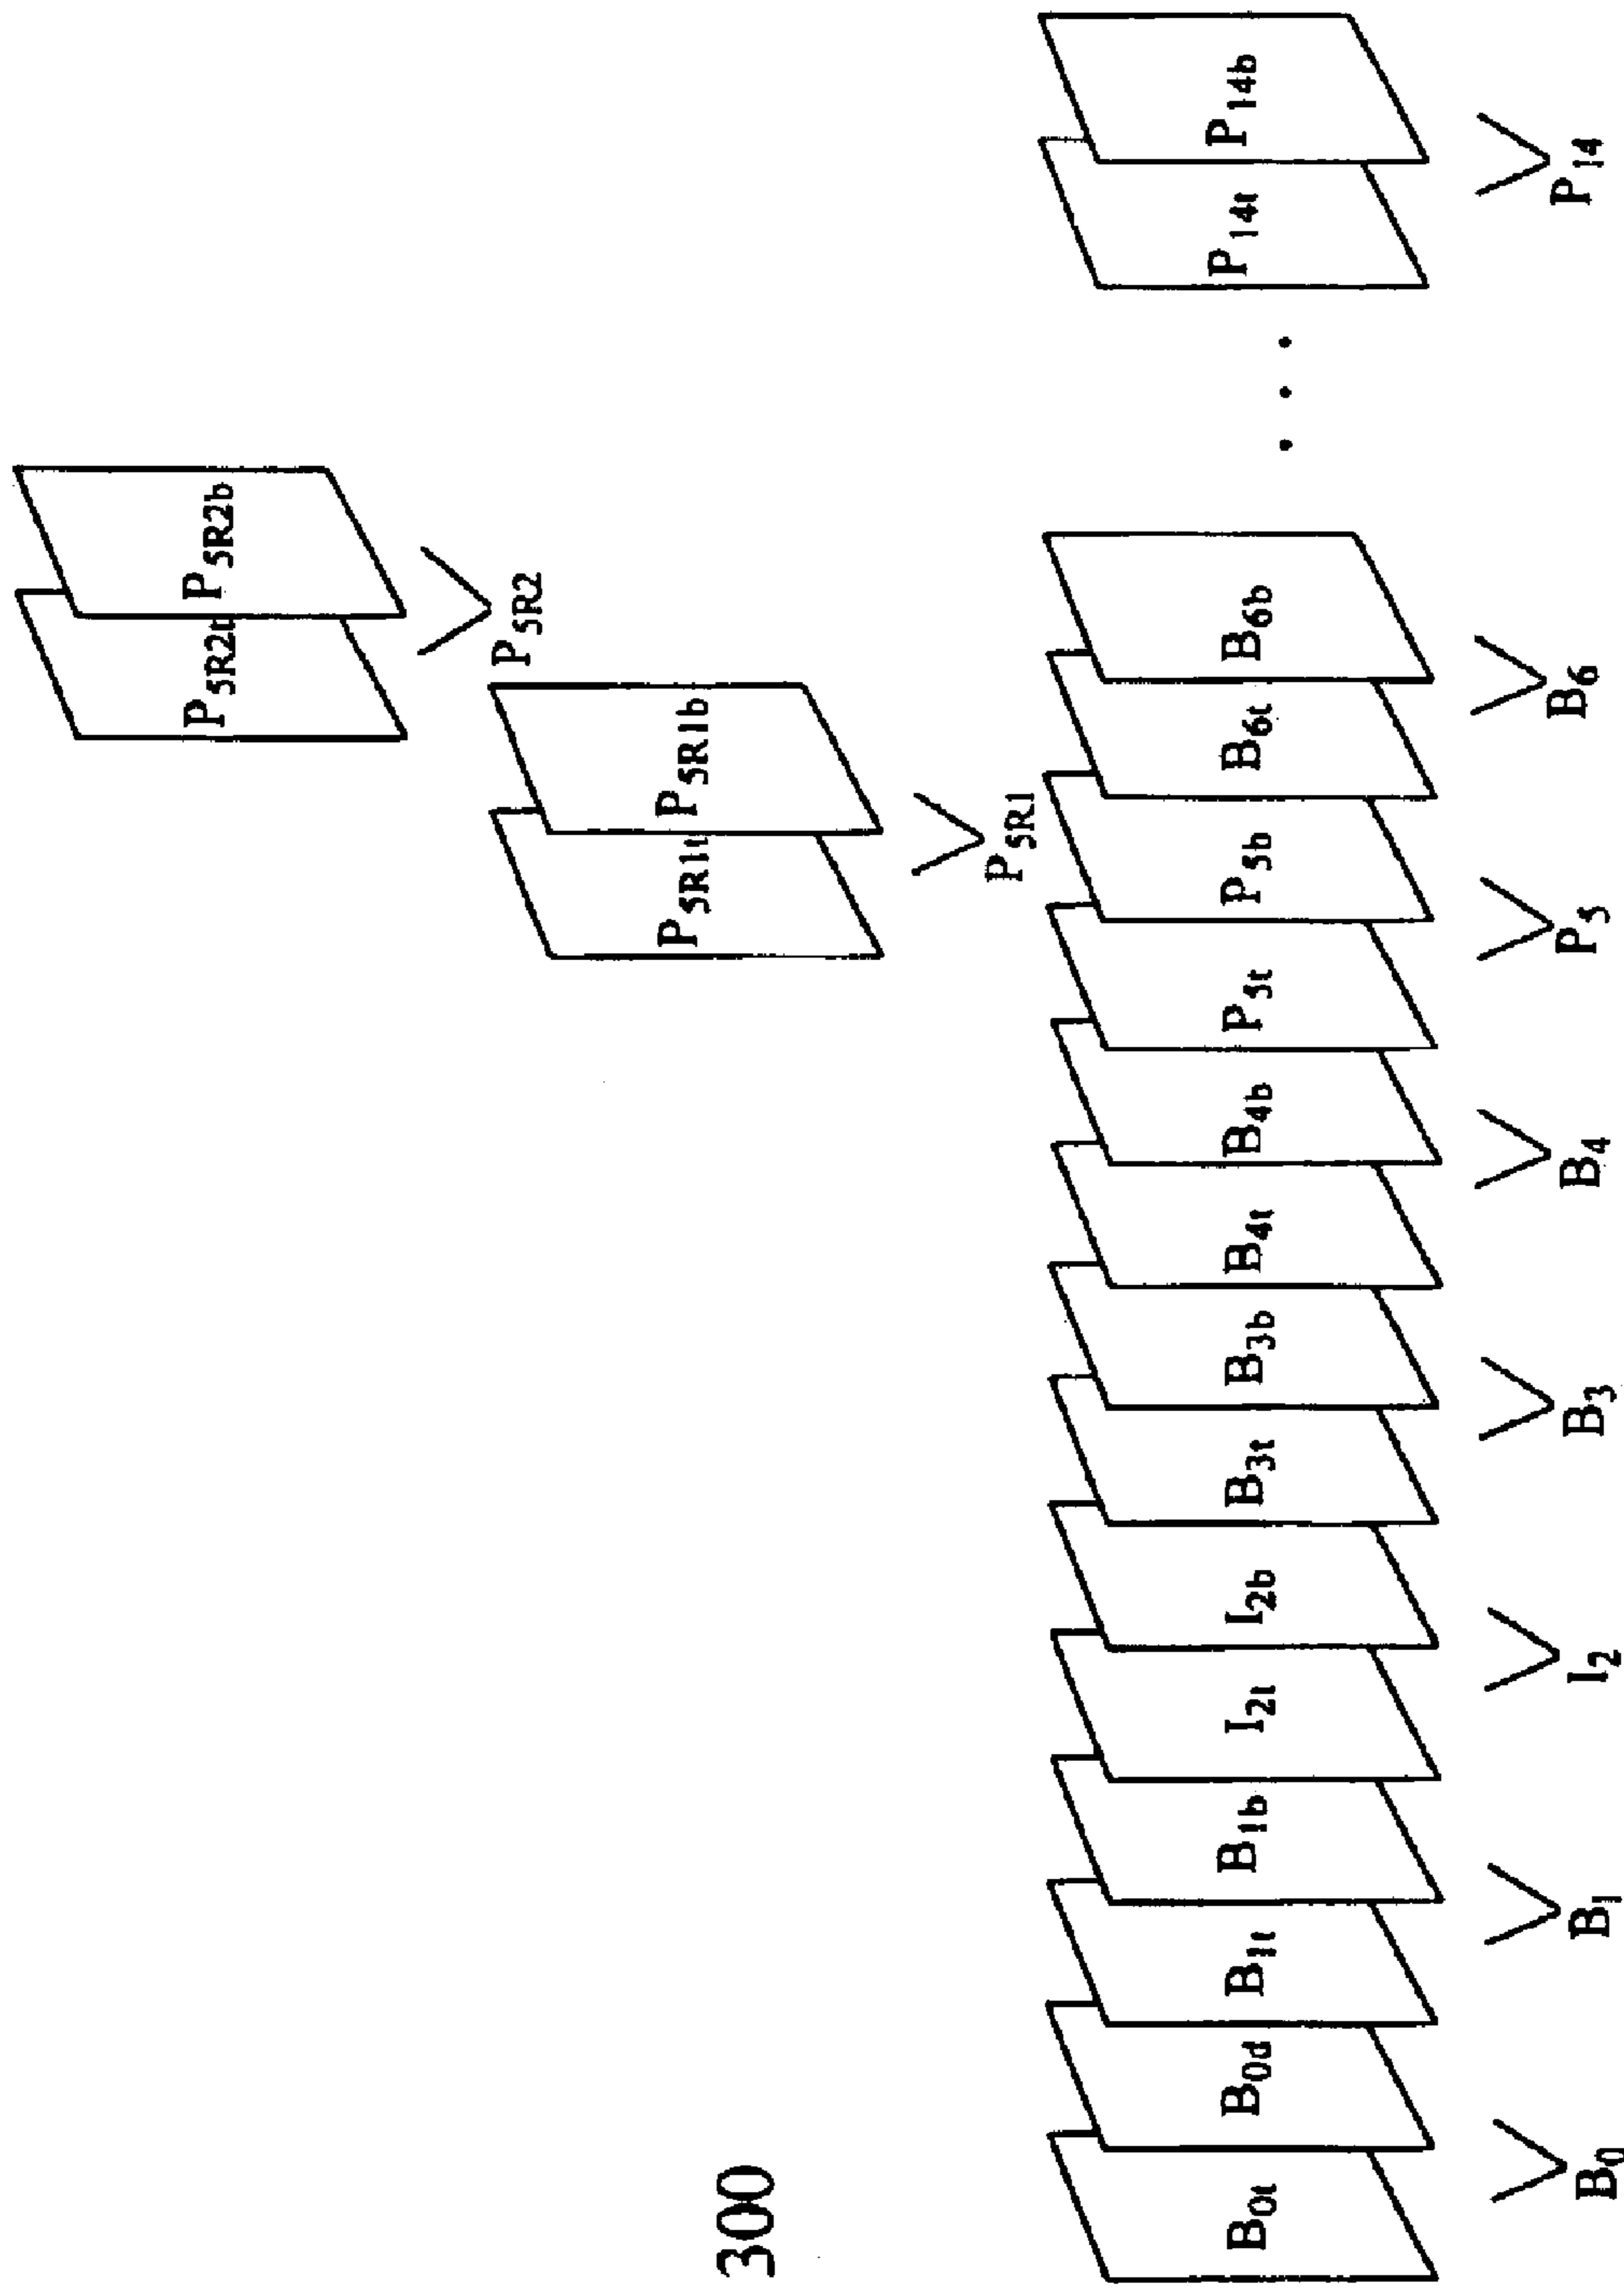 P5R2t P5R2b
P5R2
P5R1t P5R1b
P5R1
300
B0t B0d B1t B1b I2t I2b B3t B3b B4t B4b P5t P5b B6t B6b . . . P14t P14b
B0 B1 I2 B3 B4 P5 B6 P14